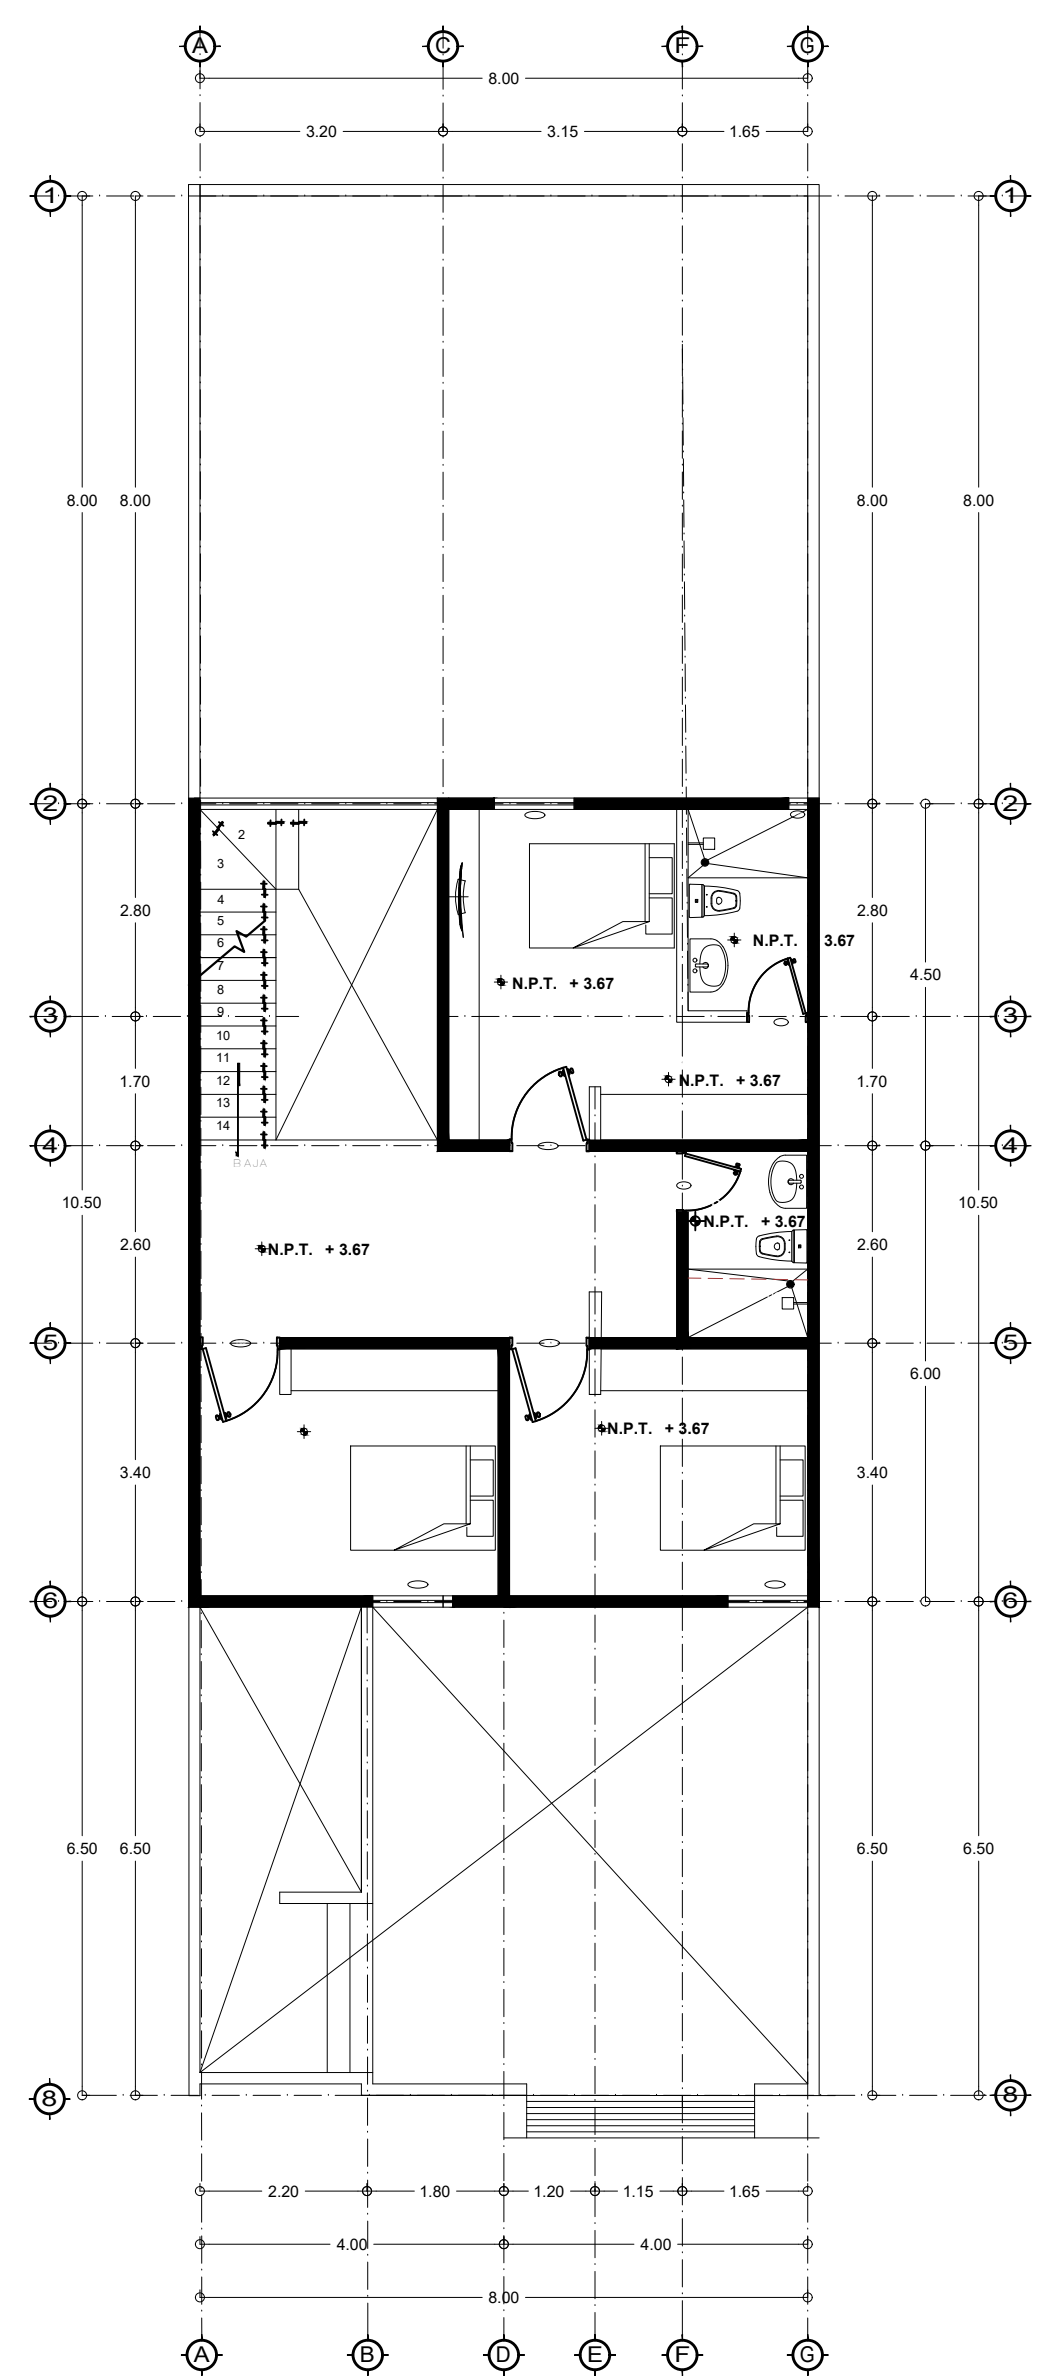 A C F G
8.00
3.20 3.15 1.65
1 1
8.00 8.00 8.00 8.00
2 2
2
3
4
5
6
7
8
9
10
11
12
13
14
BAJA
2.80 2.80
N.P.T. 3.67
4.50
N.P.T. + 3.67
3 3
1.70 1.70
N.P.T. + 3.67
4 4
10.50 10.50
N.P.T. + 3.67
2.60 2.60
N.P.T. + 3.67
5 5
6.00
N.P.T. + 3.67
3.40 3.40
6 6
6.50 6.50 6.50 6.50
8 8
2.20 1.80 1.20 1.15 1.65
4.00 4.00
8.00
A B D E F G